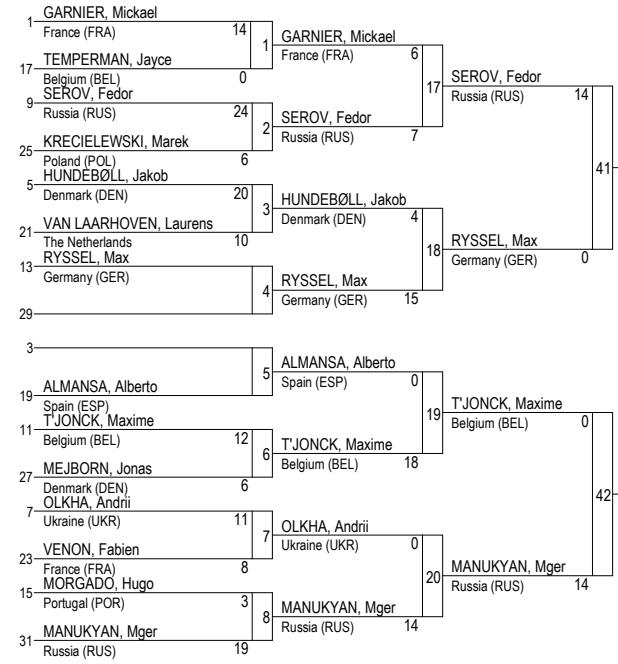 1 GARNIER, Mickael
France (FRA) 14
1
17 TEMPERMAN, Jayce
Belgium (BEL) 0
9 SEROV, Fedor
Russia (RUS) 24
2
25 KRECIELEWSKI, Marek
Poland (POL) 6
5 HUNDEBØLL, Jakob
Denmark (DEN) 20
3
21 VAN LAARHOVEN, Laurens
The Netherlands 10
13 RYSSEL, Max
Germany (GER)
4
29
3
5
19 ALMANSA, Alberto
Spain (ESP)
11 T'JONCK, Maxime
Belgium (BEL) 12
6
27 MEJBORN, Jonas
Denmark (DEN) 6
7 OLKHA, Andrii
Ukraine (UKR) 11
7
23 VENON, Fabien
France (FRA) 8
15 MORGADO, Hugo
Portugal (POR) 3
8
31 MANUKYAN, Mger
Russia (RUS) 19
GARNIER, Mickael
France (FRA) 6
17
SEROV, Fedor
Russia (RUS) 7
HUNDEBØLL, Jakob
Denmark (DEN) 4
18
RYSSEL, Max
Germany (GER) 15
ALMANSA, Alberto
Spain (ESP) 0
19
T'JONCK, Maxime
Belgium (BEL) 18
OLKHA, Andrii
Ukraine (UKR) 0
20
MANUKYAN, Mger
Russia (RUS) 14
SEROV, Fedor
Russia (RUS) 14
41
RYSSEL, Max
Germany (GER) 0
T'JONCK, Maxime
Belgium (BEL) 0
42
MANUKYAN, Mger
Russia (RUS) 14